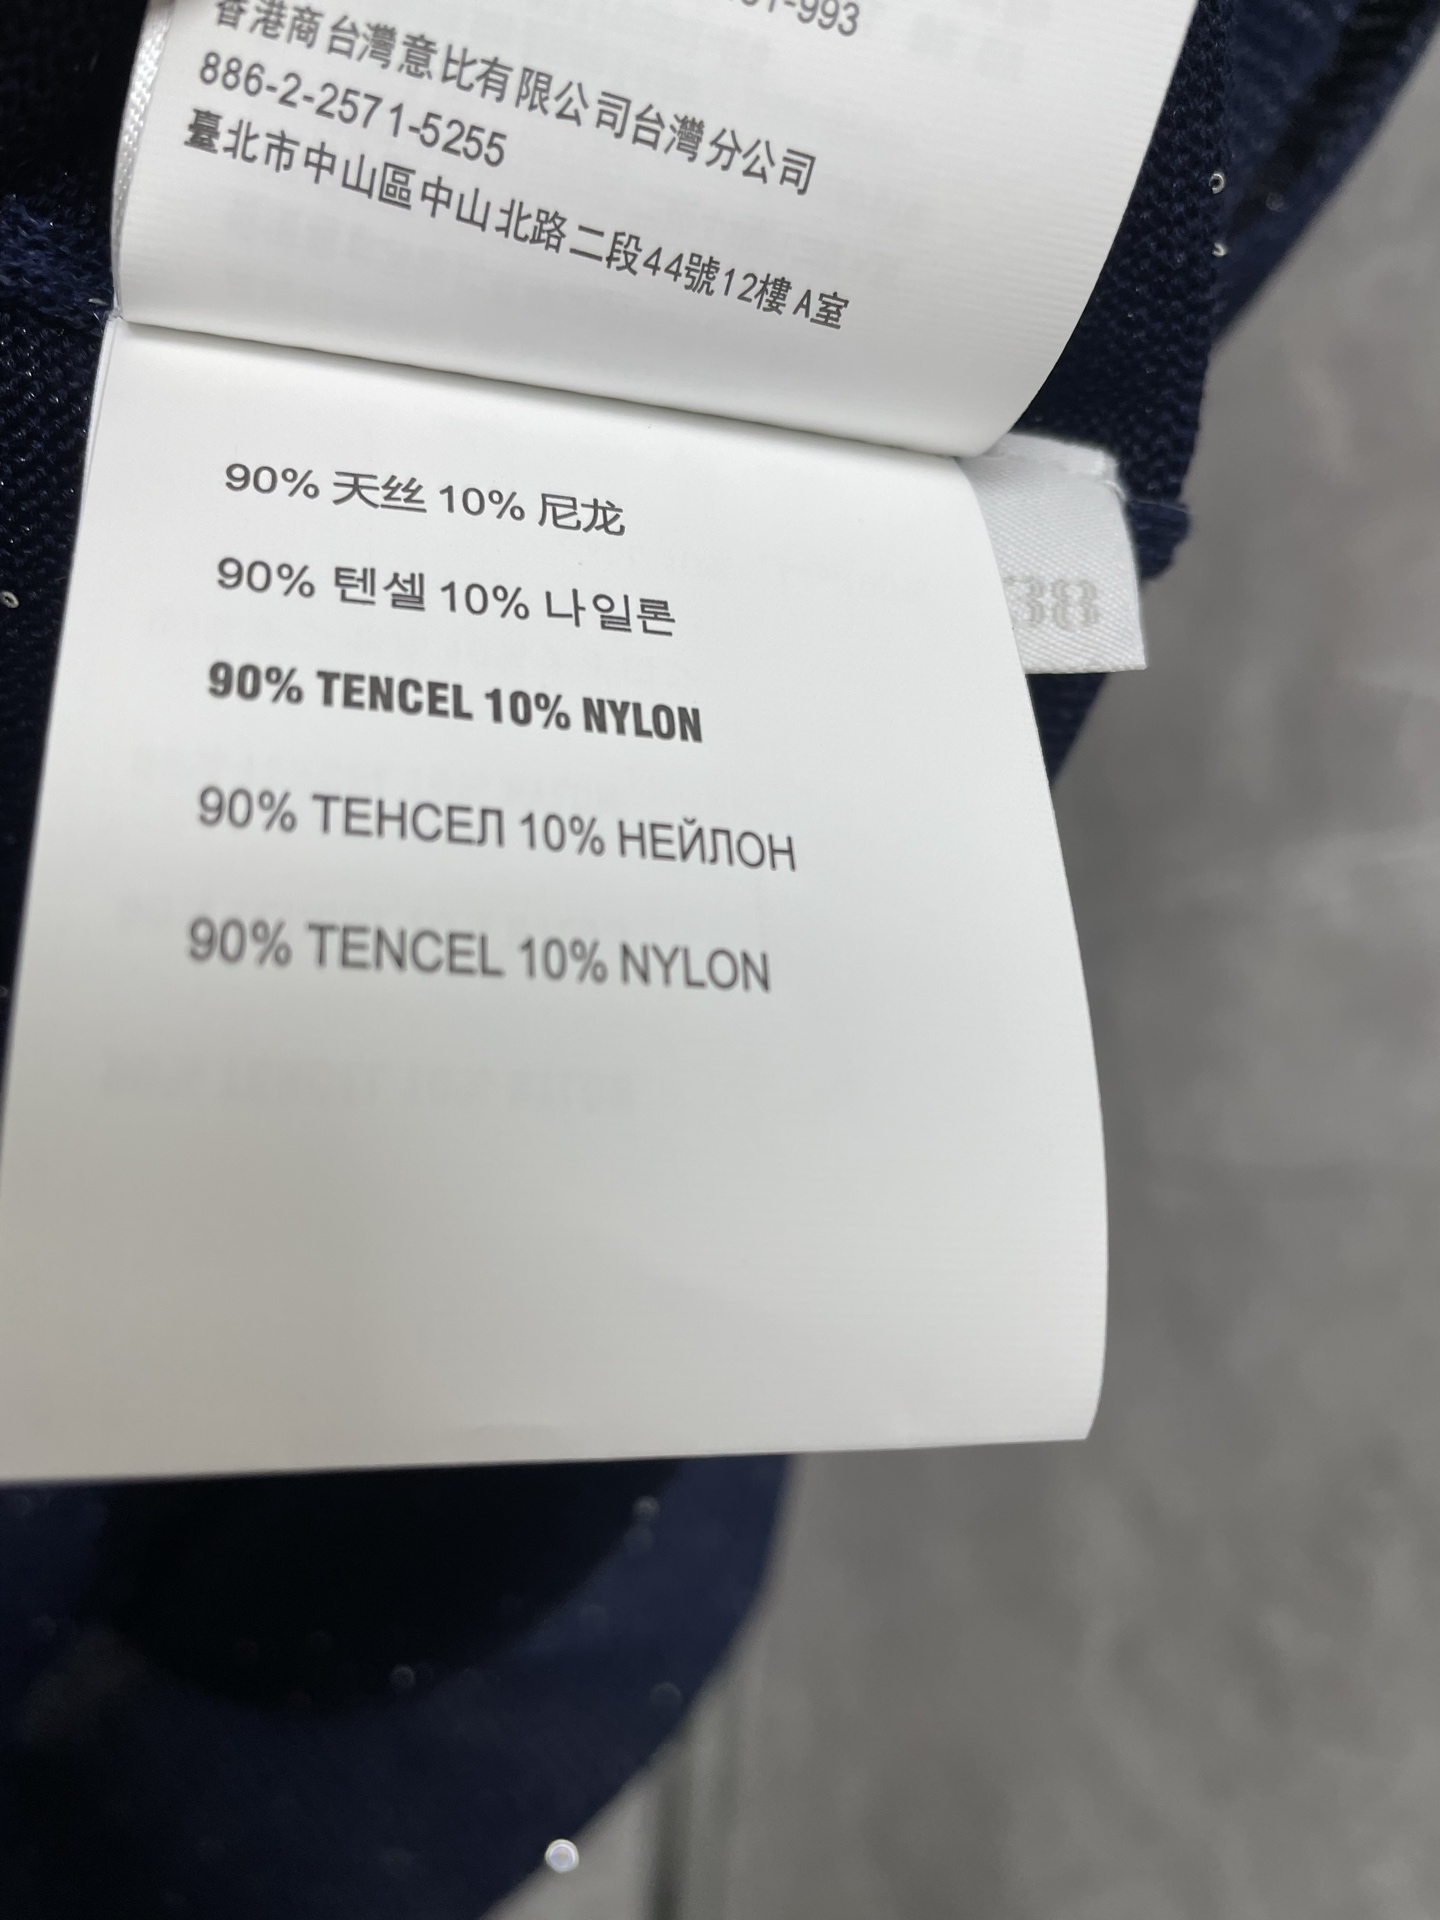 -993
香港商台灣意比有限公司台灣分公司
886-2-2571-5255
臺北市中山區中山北路二段44號12樓A室
90% 天丝 10% 尼龙
90% 텐셀 10% 나일론
90% TENCEL 10% NYLON
90% ТЕНСЕЛ 10% НЕЙЛОН
90% TENCEL 10% NYLON